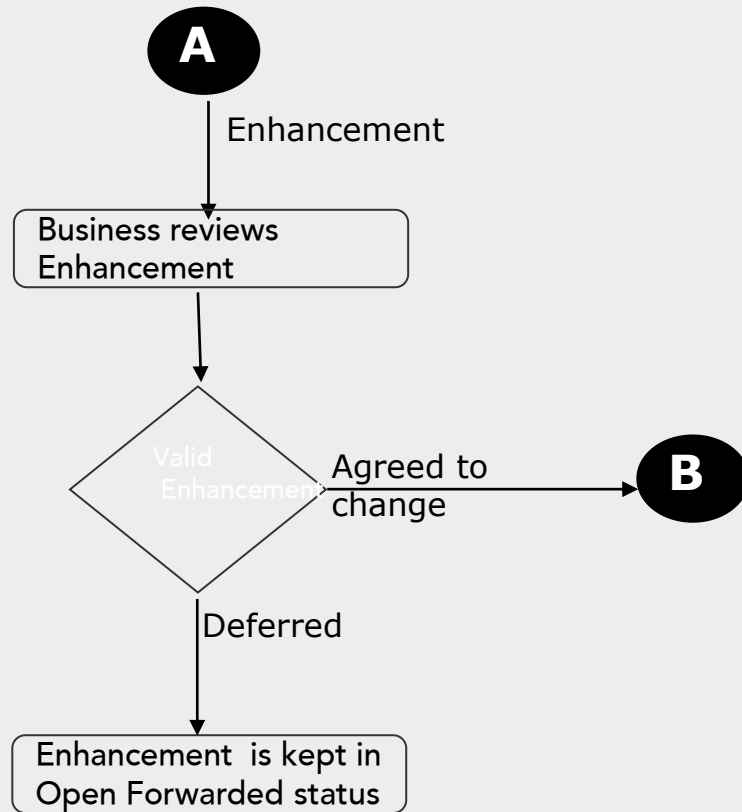 A
Enhancement
Business reviews
Enhancement
Valid
Enhancement
Agreed to
change
B
Deferred
Enhancement is kept in
Open Forwarded status